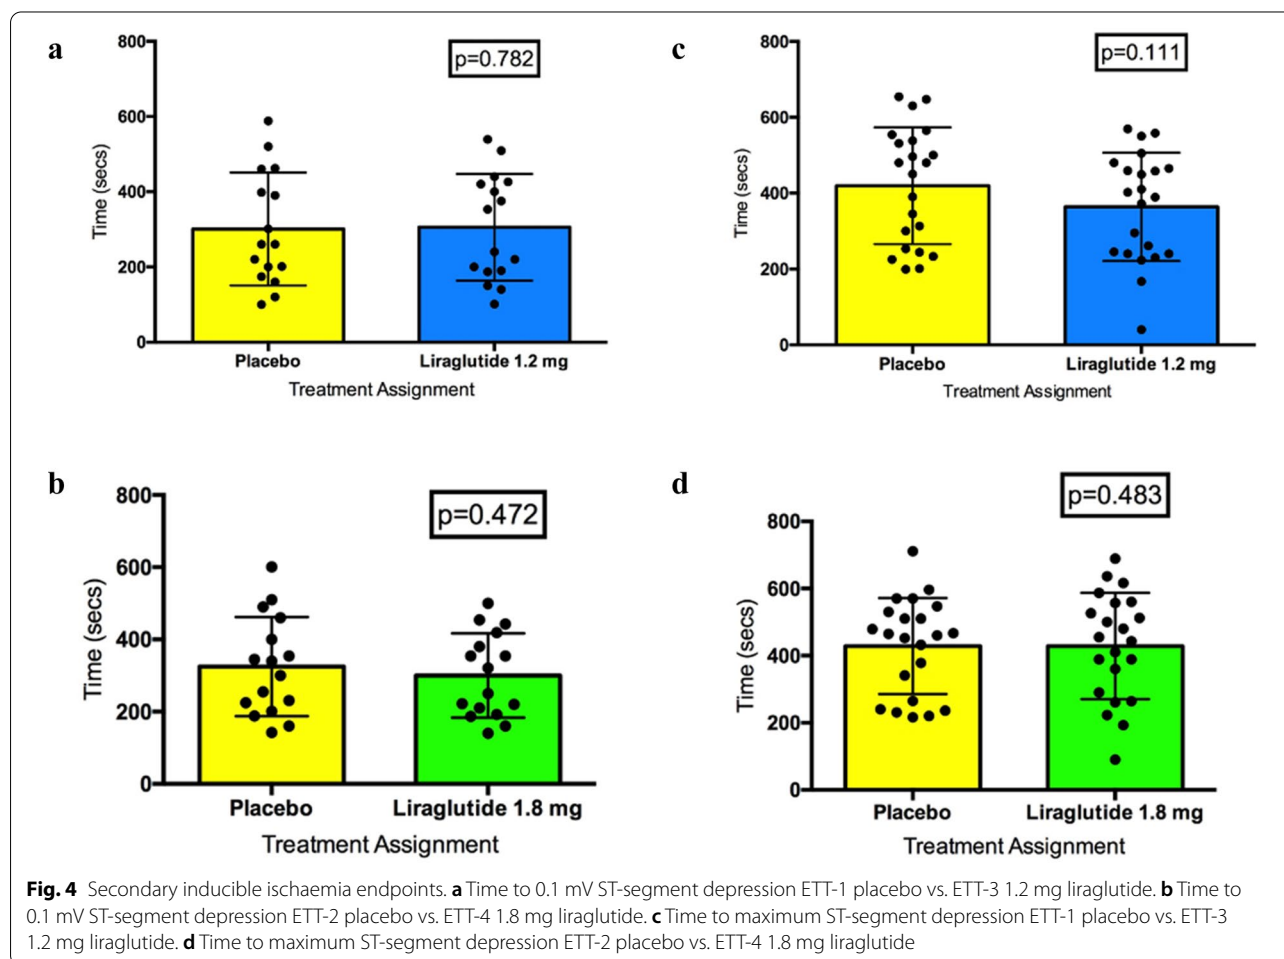 a
p=0.782
800
600
400
200
0
Time (secs)
Placebo
Liraglutide 1.2 mg
Treatment Assignment
c
p=0.111
800
600
400
200
0
Time (secs)
Placebo
Liraglutide 1.2 mg
Treatment Assignment
b
p=0.472
800
600
400
200
0
Time (secs)
Placebo
Liraglutide 1.8 mg
Treatment Assignment
d
p=0.483
800
600
400
200
0
Time (secs)
Placebo
Liraglutide 1.8 mg
Treatment Assignment
Fig. 4 Secondary inducible ischaemia endpoints. a Time to 0.1 mV ST-segment depression ETT-1 placebo vs. ETT-3 1.2 mg liraglutide. b Time to
0.1 mV ST-segment depression ETT-2 placebo vs. ETT-4 1.8 mg liraglutide. c Time to maximum ST-segment depression ETT-1 placebo vs. ETT-3
1.2 mg liraglutide. d Time to maximum ST-segment depression ETT-2 placebo vs. ETT-4 1.8 mg liraglutide